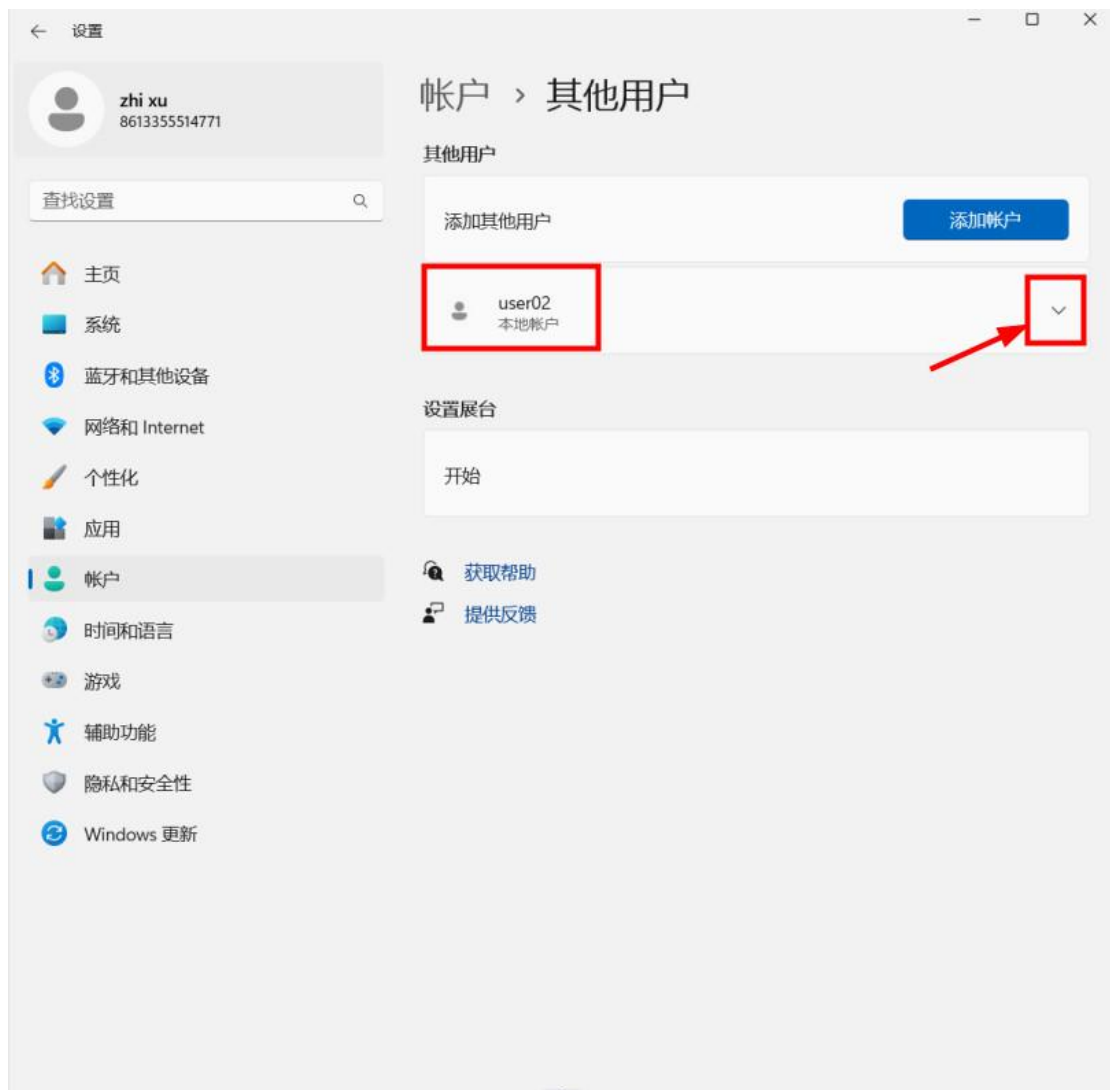 设置
zhi xu
8613355514771
查找设置
主页
系统
蓝牙和其他设备
网络和 Internet
个性化
应用
帐户
时间和语言
游戏
辅助功能
隐私和安全性
Windows 更新
帐户 › 其他用户
其他用户
添加其他用户
添加帐户
user02
本地帐户
设置展台
开始
获取帮助
提供反馈